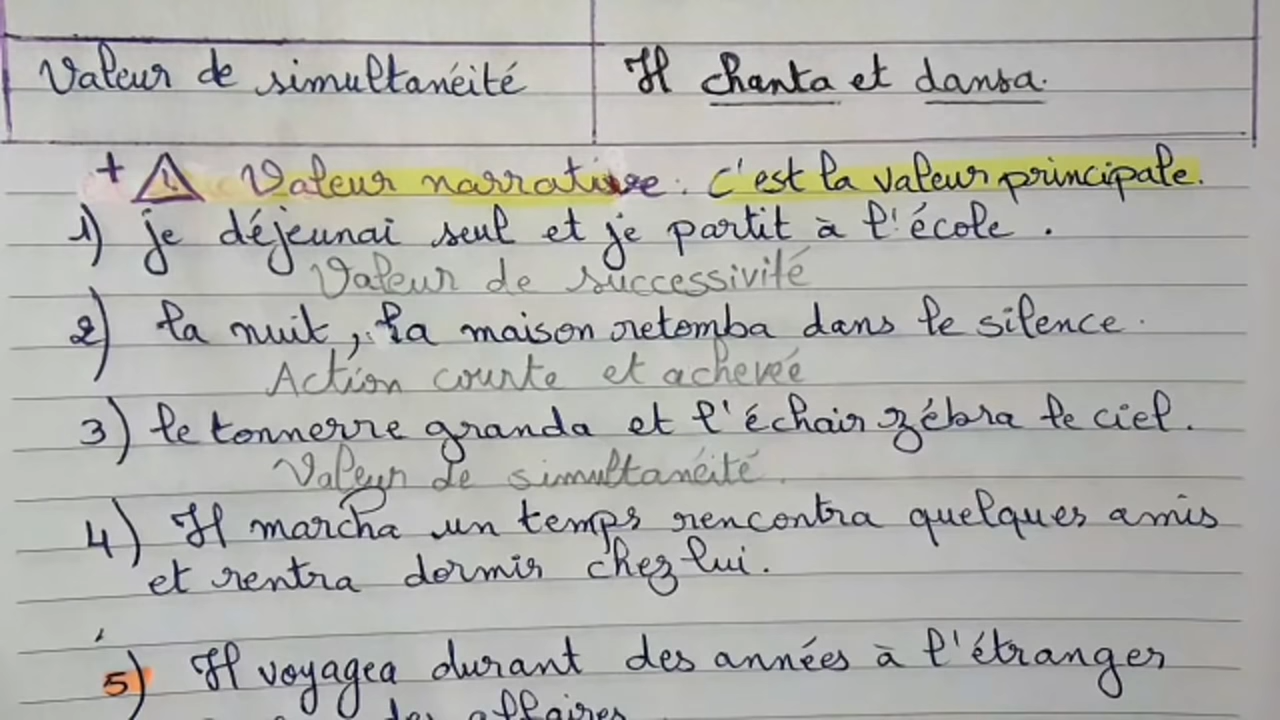 Valeur de simultanéité
Il chanta et dansa.
+ ! Valeur narrative : c'est la valeur principale.
1) je déjeunai seul et je partit à l'école .
Valeur de successivité
2) la nuit, la maison retomba dans le silence.
Action courte et achevée
3) le tonnerre granda et l'échair zébra le ciel.
Valeur de simultanéité.
4) Il marcha un temps rencontra quelques amis
et rentra dormir chez lui.
5) Il voyagea durant des années à l'étranger
affaires